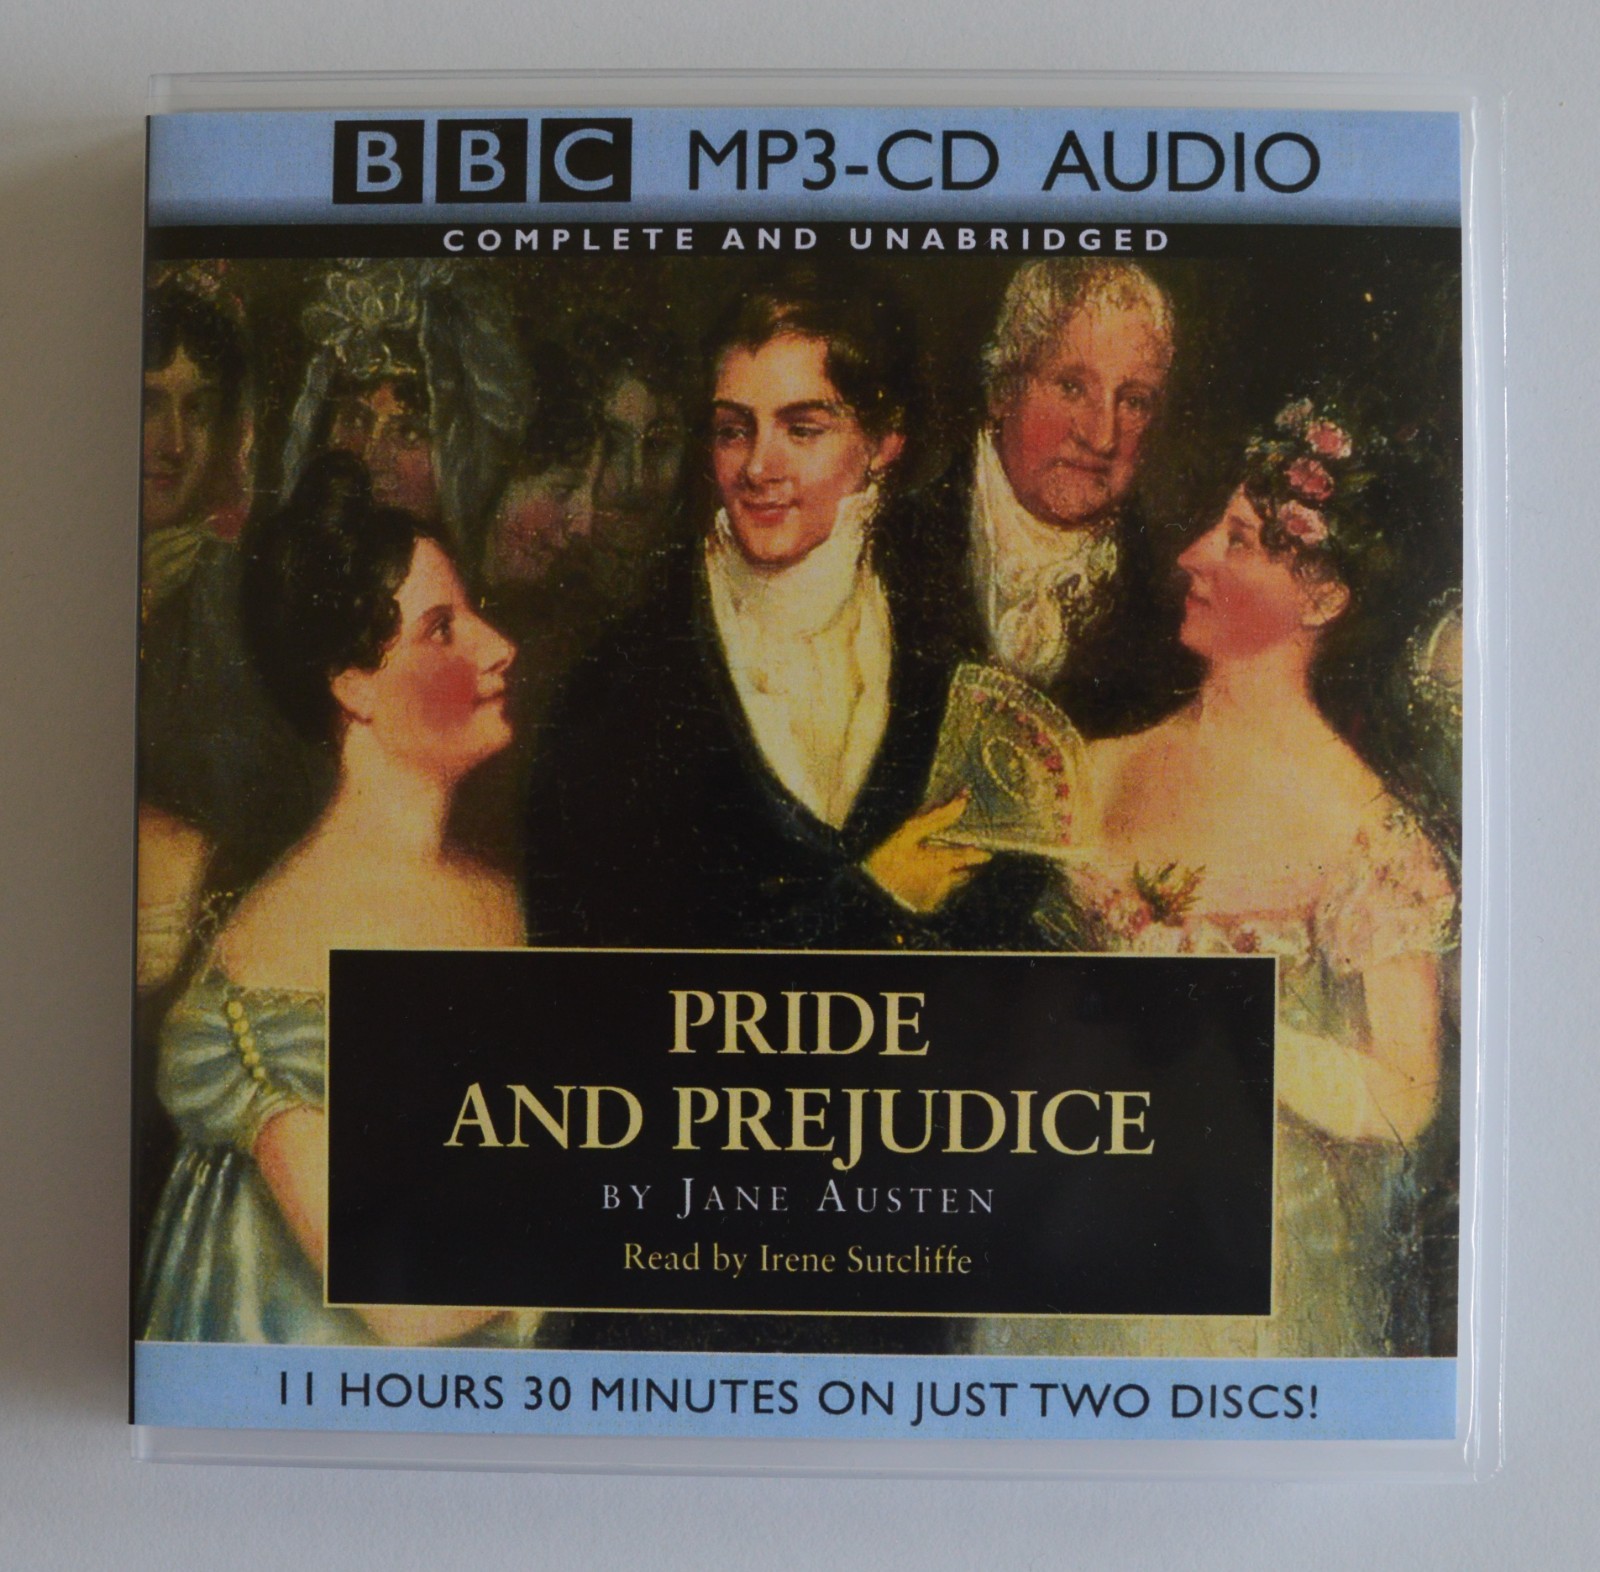 BBC MP3-CD AUDIO
COMPLETE AND UNABRIDGED
PRIDE
AND PREJUDICE
BY JANE AUSTEN
Read by Irene Sutcliffe
11 HOURS 30 MINUTES ON JUST TWO DISCS!